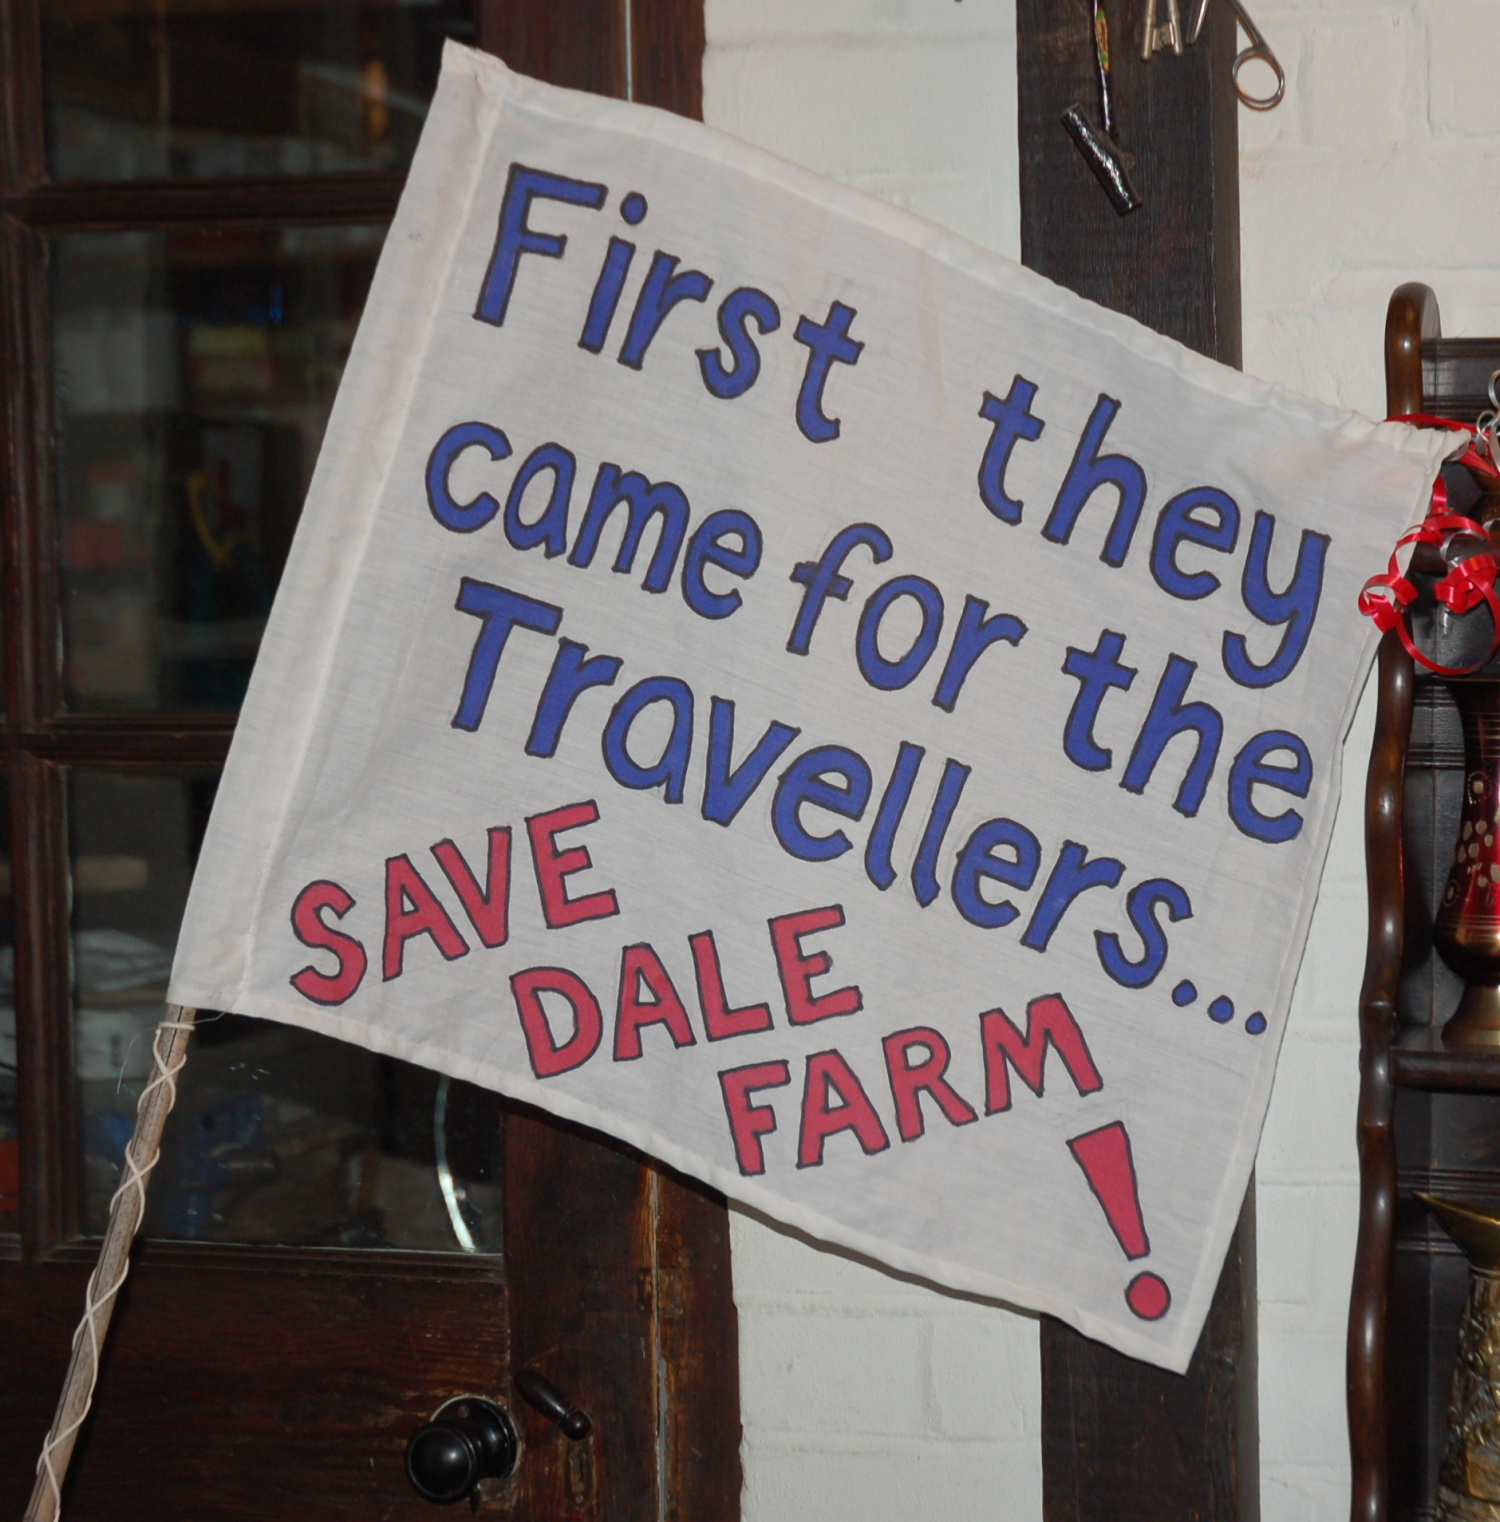 First they
came for the
Travellers...
SAVE
DALE
FARM
!